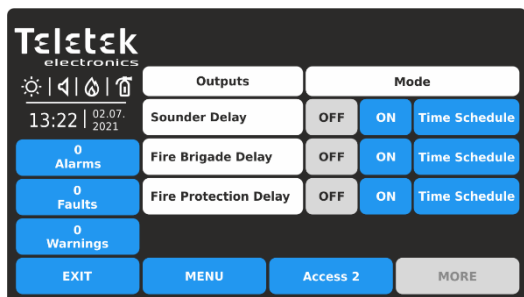 Teletek
electronics
Outputs
Mode
13:22
02.07.
2021
Sounder Delay
OFF
ON
Time Schedule
0
Alarms
Fire Brigade Delay
OFF
ON
Time Schedule
0
Faults
Fire Protection Delay
OFF
ON
Time Schedule
0
Warnings
EXIT
MENU
Access 2
MORE